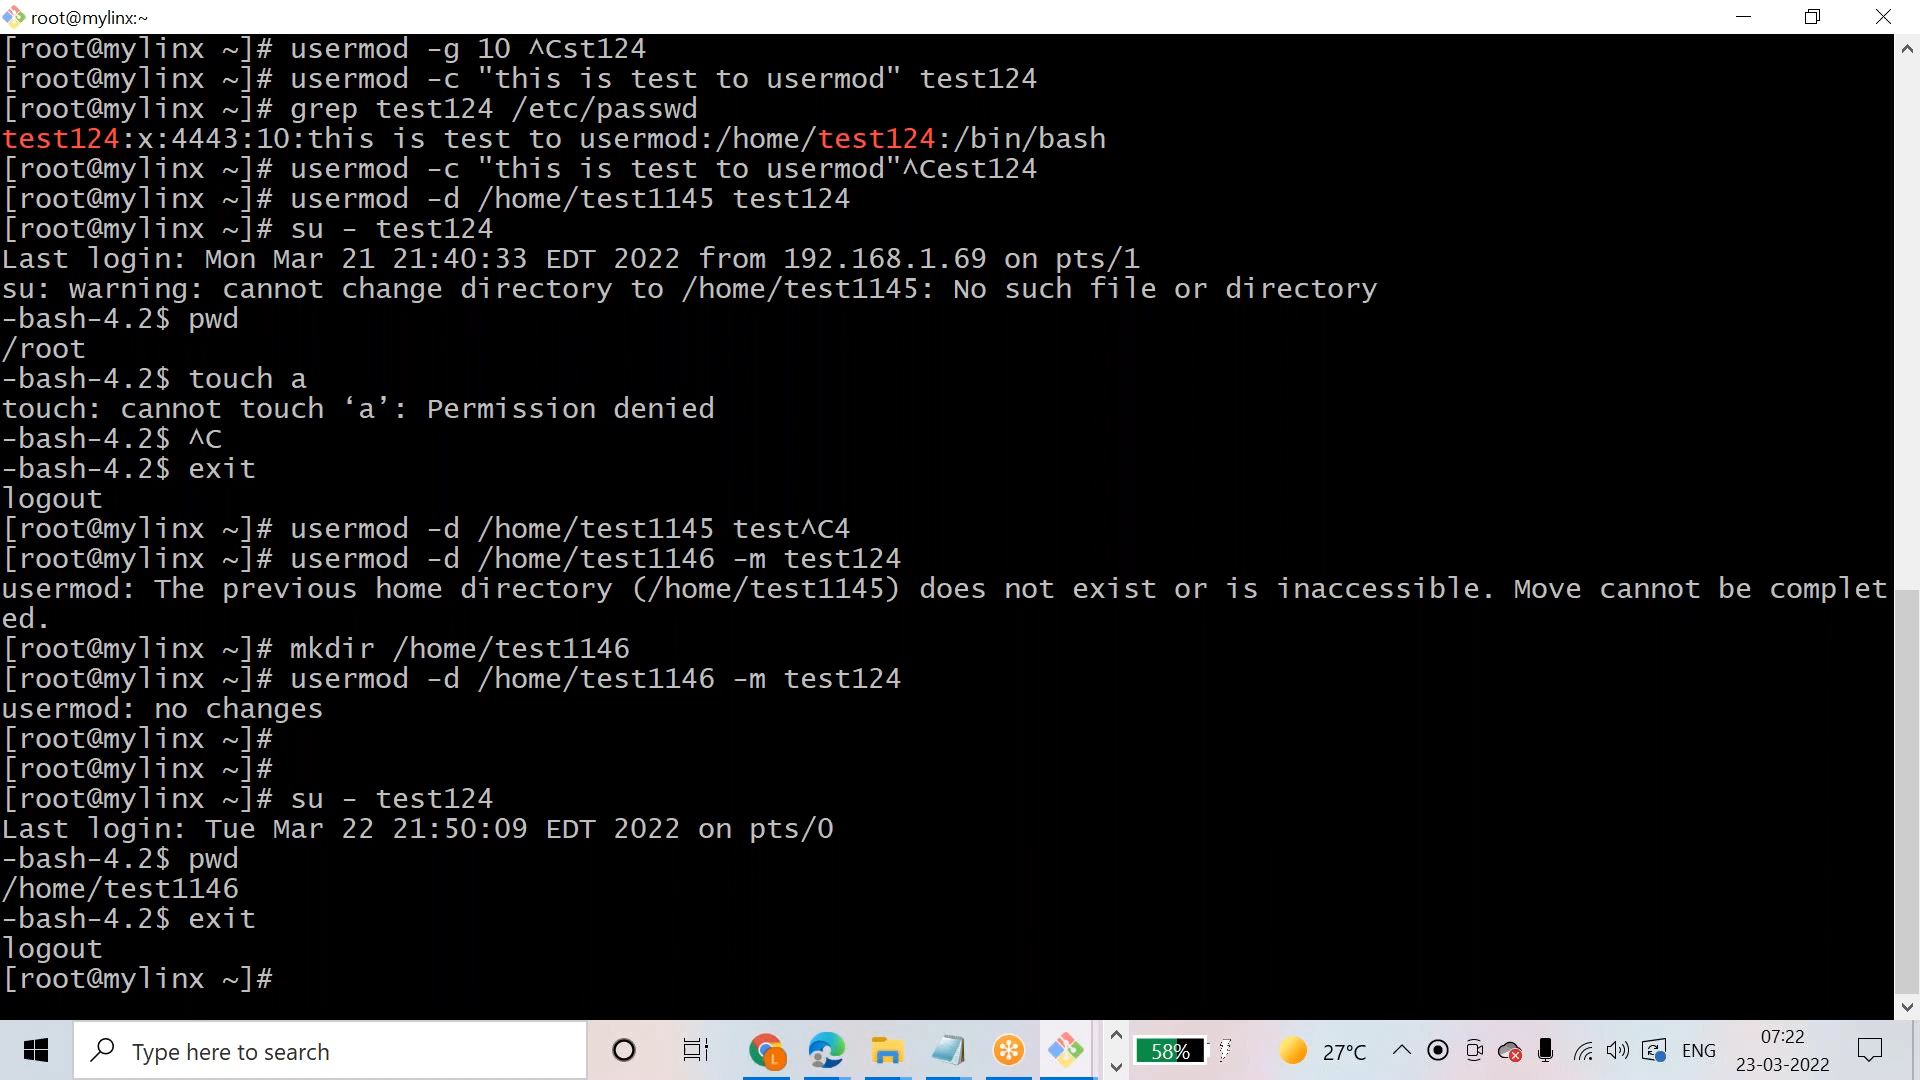 root@mylinx:~
[root@mylinx ~]# usermod -g 10 ^Cst124
[root@mylinx ~]# usermod -c "this is test to usermod" test124
[root@mylinx ~]# grep test124 /etc/passwd
test124:x:4443:10:this is test to usermod:/home/test124:/bin/bash
[root@mylinx ~]# usermod -c "this is test to usermod"^Cest124
[root@mylinx ~]# usermod -d /home/test1145 test124
[root@mylinx ~]# su - test124
Last login: Mon Mar 21 21:40:33 EDT 2022 from 192.168.1.69 on pts/1
su: warning: cannot change directory to /home/test1145: No such file or directory
-bash-4.2$ pwd
/root
-bash-4.2$ touch a
touch: cannot touch ‘a’: Permission denied
-bash-4.2$ ^C
-bash-4.2$ exit
logout
[root@mylinx ~]# usermod -d /home/test1145 test^C4
[root@mylinx ~]# usermod -d /home/test1146 -m test124
usermod: The previous home directory (/home/test1145) does not exist or is inaccessible. Move cannot be complet
ed.
[root@mylinx ~]# mkdir /home/test1146
[root@mylinx ~]# usermod -d /home/test1146 -m test124
usermod: no changes
[root@mylinx ~]#
[root@mylinx ~]#
[root@mylinx ~]# su - test124
Last login: Tue Mar 22 21:50:09 EDT 2022 on pts/0
-bash-4.2$ pwd
/home/test1146
-bash-4.2$ exit
logout
[root@mylinx ~]#
Type here to search
L
58%
27°C
ENG
07:22
23-03-2022